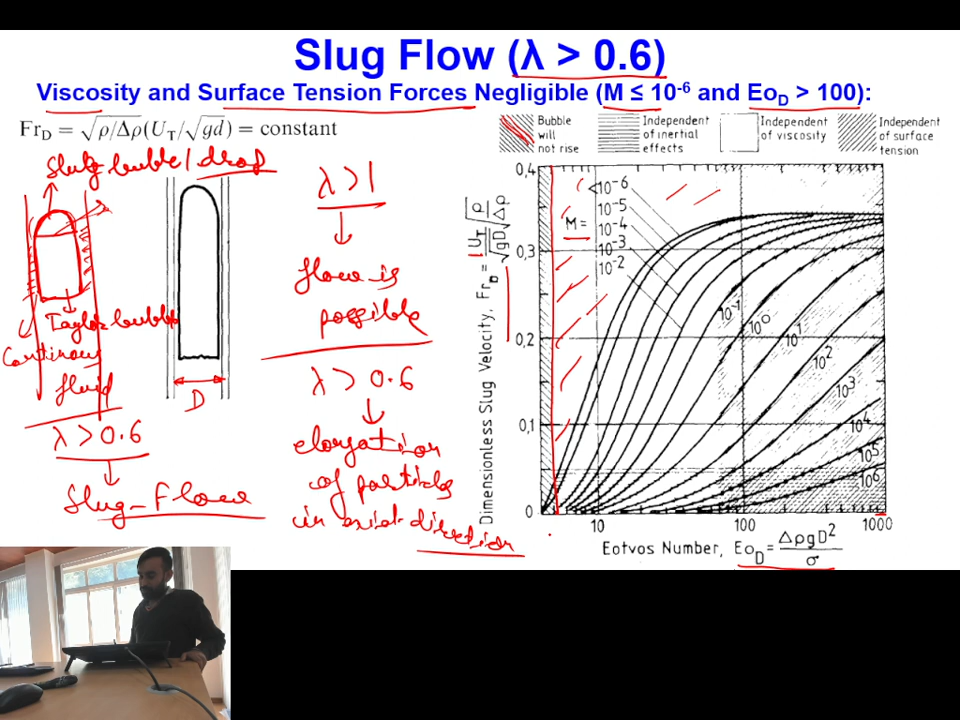 Slug Flow (λ > 0.6)
Viscosity and Surface Tension Forces Negligible (M ≤ 10⁻⁶ and Eo_D > 100):
Fr_D = √ρ/Δρ(U_T/√gd) = constant
Bubble will not rise
Independent of inertial effects
Independent of viscosity
Independent of surface tension
Slug bubble / drop
Taylor bubble
Continous
fluid
λ > 0.6
Slug-Flow
D
λ > 1
flow is
possible
λ > 0.6
elongation
of particles
in axial direction
Dimensionless Slug Velocity, Fr_D = U_T/√gD √ρ/Δρ
0,4
0,3
0,2
0,1
0
M =
<10⁻⁶
10⁻⁵
10⁻⁴
10⁻³
10⁻²
10⁻¹
10⁰
10¹
10²
10³
10⁴
10⁵
10⁶
10
100
1000
Eotvos Number, Eo_D = ΔρgD²/σ